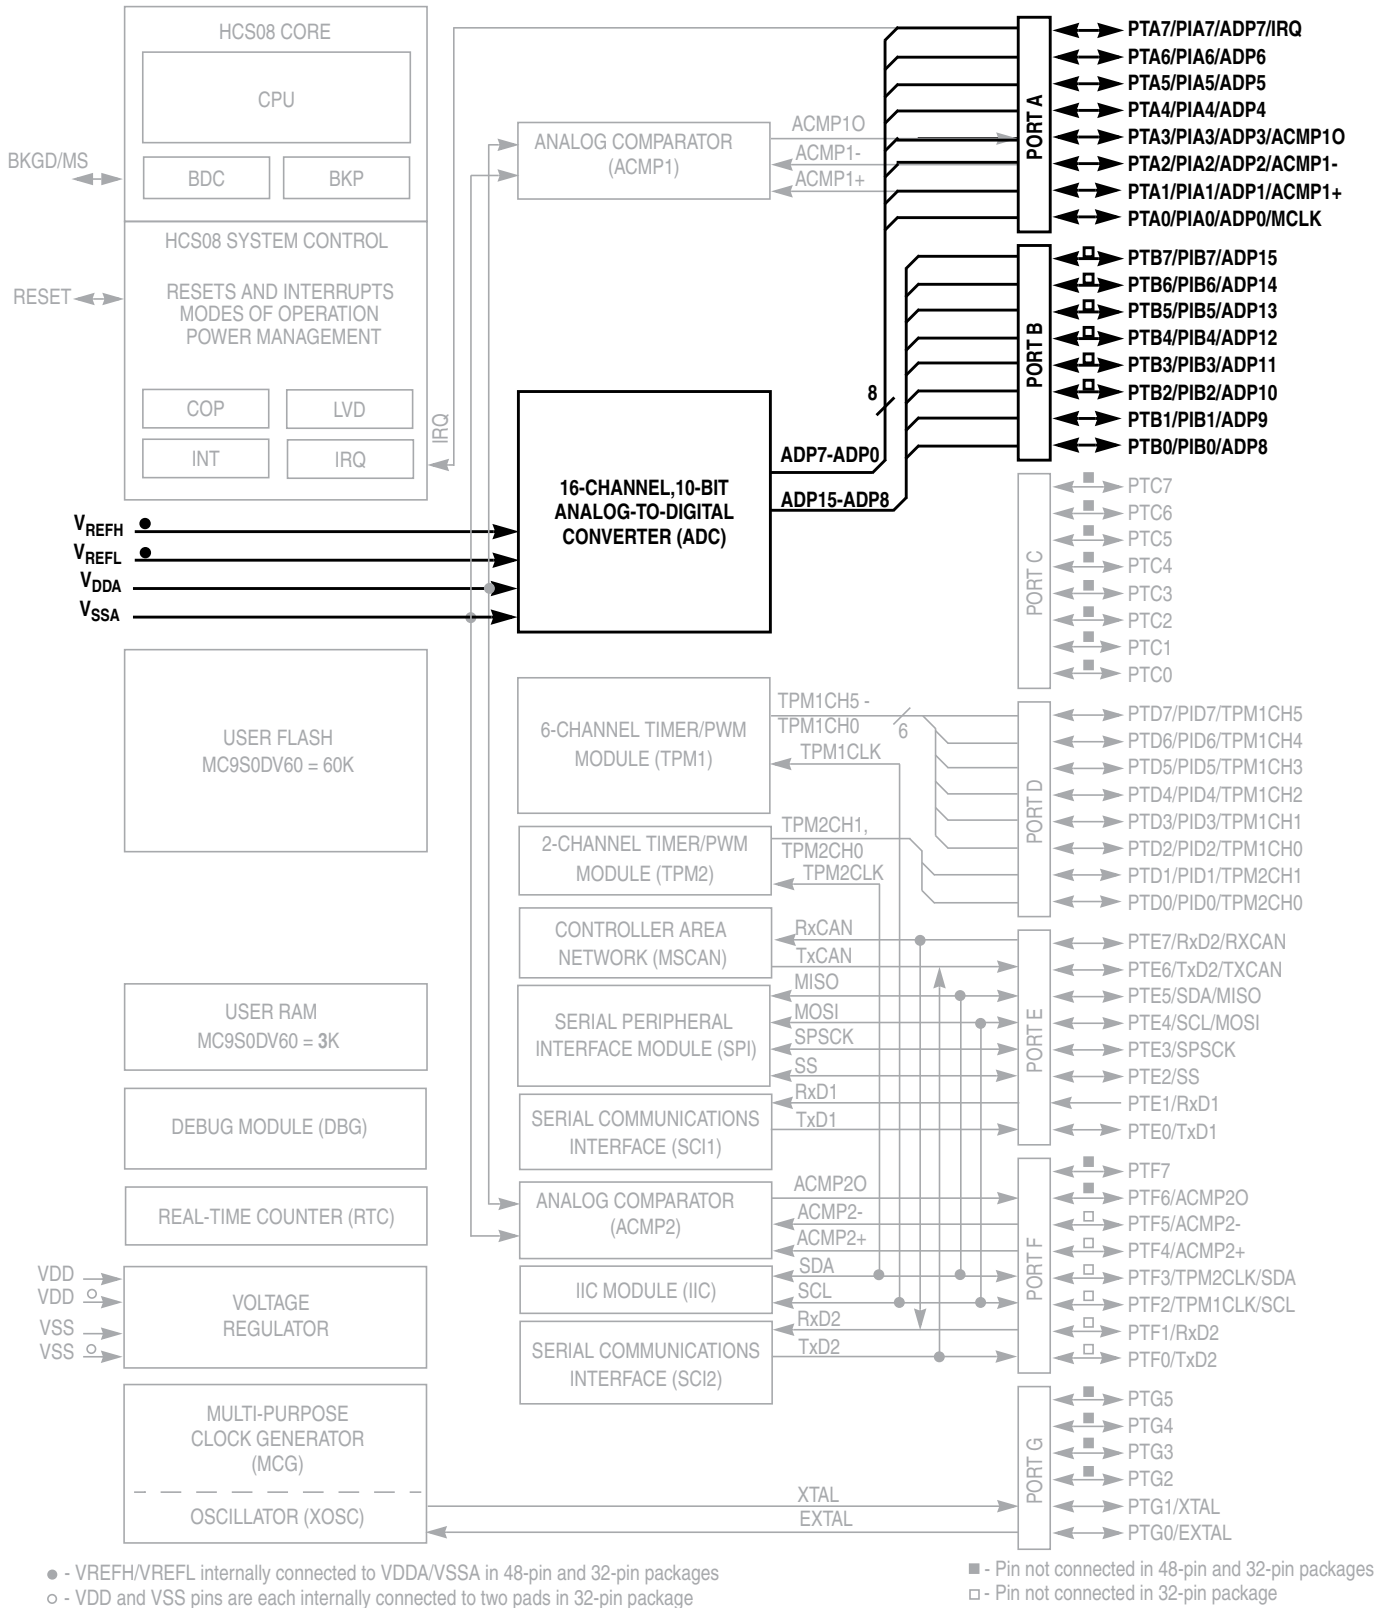 HCS08 CORE
CPU
BDC
BKP
BKGD/MS
HCS08 SYSTEM CONTROL
RESETS AND INTERRUPTS
MODES OF OPERATION
POWER MANAGEMENT
RESET
COP
LVD
INT
IRQ
IRQ
VREFH
VREFL
VDDA
VSSA
USER FLASH
MC9S0DV60 = 60K
USER RAM
MC9S0DV60 = 3K
DEBUG MODULE (DBG)
REAL-TIME COUNTER (RTC)
VDD
VDD
VSS
VSS
VOLTAGE
REGULATOR
MULTI-PURPOSE
CLOCK GENERATOR
(MCG)
OSCILLATOR (XOSC)
ANALOG COMPARATOR
(ACMP1)
ACMP1O
ACMP1-
ACMP1+
16-CHANNEL,10-BIT
ANALOG-TO-DIGITAL
CONVERTER (ADC)
8
ADP7-ADP0
ADP15-ADP8
6-CHANNEL TIMER/PWM
MODULE (TPM1)
TPM1CH5 -
TPM1CH0
6
TPM1CLK
2-CHANNEL TIMER/PWM
MODULE (TPM2)
TPM2CH1,
TPM2CH0
TPM2CLK
CONTROLLER AREA
NETWORK (MSCAN)
RxCAN
TxCAN
SERIAL PERIPHERAL
INTERFACE MODULE (SPI)
MISO
MOSI
SPSCK
SS
SERIAL COMMUNICATIONS
INTERFACE (SCI1)
RxD1
TxD1
ANALOG COMPARATOR
(ACMP2)
ACMP2O
ACMP2-
ACMP2+
IIC MODULE (IIC)
SDA
SCL
SERIAL COMMUNICATIONS
INTERFACE (SCI2)
RxD2
TxD2
XTAL
EXTAL
PORT A
PTA7/PIA7/ADP7/IRQ
PTA6/PIA6/ADP6
PTA5/PIA5/ADP5
PTA4/PIA4/ADP4
PTA3/PIA3/ADP3/ACMP1O
PTA2/PIA2/ADP2/ACMP1-
PTA1/PIA1/ADP1/ACMP1+
PTA0/PIA0/ADP0/MCLK
PORT B
PTB7/PIB7/ADP15
PTB6/PIB6/ADP14
PTB5/PIB5/ADP13
PTB4/PIB4/ADP12
PTB3/PIB3/ADP11
PTB2/PIB2/ADP10
PTB1/PIB1/ADP9
PTB0/PIB0/ADP8
PORT C
PTC7
PTC6
PTC5
PTC4
PTC3
PTC2
PTC1
PTC0
PORT D
PTD7/PID7/TPM1CH5
PTD6/PID6/TPM1CH4
PTD5/PID5/TPM1CH3
PTD4/PID4/TPM1CH2
PTD3/PID3/TPM1CH1
PTD2/PID2/TPM1CH0
PTD1/PID1/TPM2CH1
PTD0/PID0/TPM2CH0
PORT E
PTE7/RxD2/RXCAN
PTE6/TxD2/TXCAN
PTE5/SDA/MISO
PTE4/SCL/MOSI
PTE3/SPSCK
PTE2/SS
PTE1/RxD1
PTE0/TxD1
PORT F
PTF7
PTF6/ACMP2O
PTF5/ACMP2-
PTF4/ACMP2+
PTF3/TPM2CLK/SDA
PTF2/TPM1CLK/SCL
PTF1/RxD2
PTF0/TxD2
PORT G
PTG5
PTG4
PTG3
PTG2
PTG1/XTAL
PTG0/EXTAL
● - VREFH/VREFL internally connected to VDDA/VSSA in 48-pin and 32-pin packages
○ - VDD and VSS pins are each internally connected to two pads in 32-pin package
■ - Pin not connected in 48-pin and 32-pin packages
□ - Pin not connected in 32-pin package